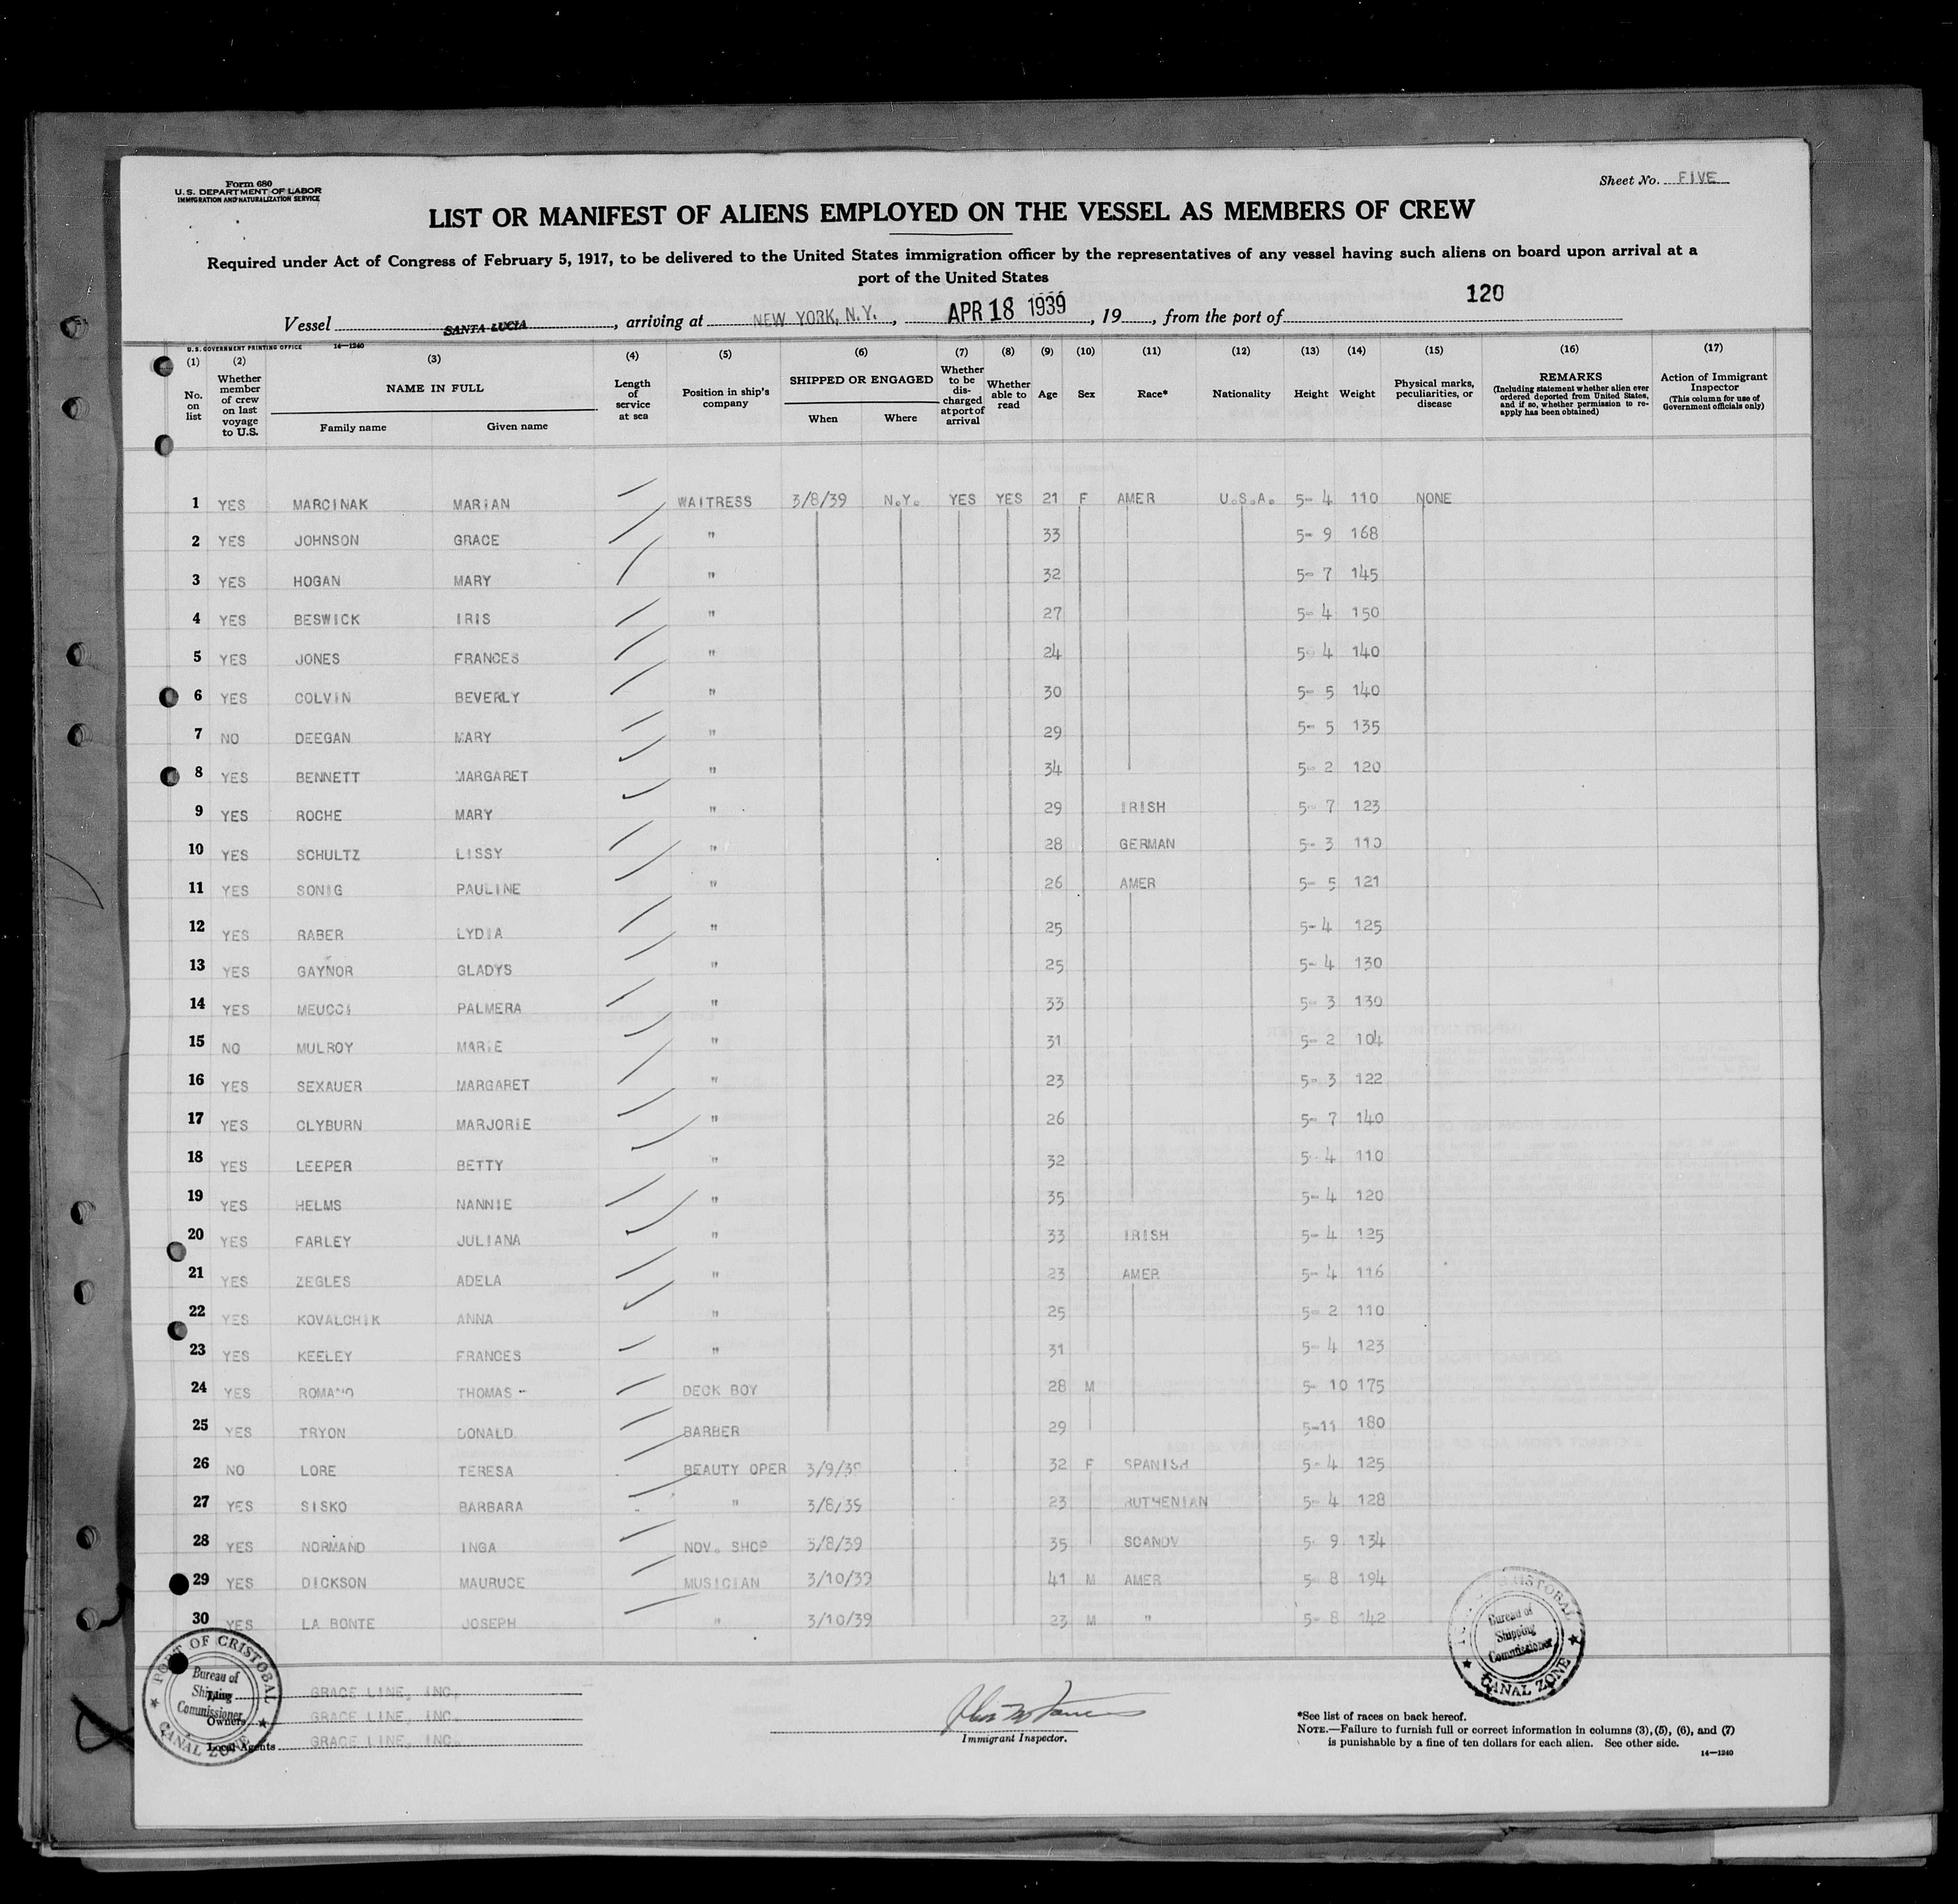 Form 680
U. S. DEPARTMENT OF LABOR
IMMIGRATION AND NATURALIZATION SERVICE
Sheet No. FIVE
LIST OR MANIFEST OF ALIENS EMPLOYED ON THE VESSEL AS MEMBERS OF CREW
Required under Act of Congress of February 5, 1917, to be delivered to the United States immigration officer by the representatives of any vessel having such aliens on board upon arrival at a
port of the United States
120
Vessel SANTA LUCIA, arriving at NEW YORK, N.Y., APR 18 1939, 19, from the port of
U. S. GOVERNMENT PRINTING OFFICE 14—1240
(1) (2) (3) (4) (5) (6) (7) (8) (9) (10) (11) (12) (13) (14) (15) (16) (17)
No. on list
Whether member of crew on last voyage to U.S.
NAME IN FULL
Family name Given name
Length of service at sea
Position in ship's company
SHIPPED OR ENGAGED
When Where
Whether to be discharged at port of arrival
Whether able to read
Age
Sex
Race*
Nationality
Height
Weight
Physical marks, peculiarities, or disease
REMARKS
(Including statement whether alien ever ordered deported from United States, and if so, whether permission to re-apply has been obtained)
Action of Immigrant Inspector
(This column for use of Government officials only)
1 YES MARCINAK MARIAN WAITRESS 3/8/39 N.Y. YES YES 21 F AMER U.S.A. 5- 4 110 NONE
2 YES JOHNSON GRACE " 33 5- 9 168
3 YES HOGAN MARY " 32 5- 7 145
4 YES BESWICK IRIS " 27 5- 4 150
5 YES JONES FRANCES " 24 5- 4 140
6 YES COLVIN BEVERLY " 30 5- 5 140
7 NO DEEGAN MARY " 29 5- 5 135
8 YES BENNETT MARGARET " 34 5- 2 120
9 YES ROCHE MARY " 29 IRISH 5- 7 123
10 YES SCHULTZ LISSY " 28 GERMAN 5- 3 110
11 YES SONIG PAULINE " 26 AMER 5- 5 121
12 YES RABER LYDIA " 25 5- 4 125
13 YES GAYNOR GLADYS " 25 5- 4 130
14 YES MEUCCI PALMERA " 33 5- 3 130
15 NO MULROY MARIE " 31 5- 2 104
16 YES SEXAUER MARGARET " 23 5- 3 122
17 YES CLYBURN MARJORIE " 26 5- 7 140
18 YES LEEPER BETTY " 32 5- 4 110
19 YES HELMS NANNIE " 35 5- 4 120
20 YES FARLEY JULIANA " 33 IRISH 5- 4 125
21 YES ZEGLES ADELA " 23 AMER 5- 4 116
22 YES KOVALCHIK ANNA " 25 5- 2 110
23 YES KEELEY FRANCES " 31 5- 4 123
24 YES ROMANO THOMAS - DECK BOY 28 M 5- 10 175
25 YES TRYON DONALD BARBER 29 5-11 180
26 NO LORE TERESA BEAUTY OPER 3/9/39 32 F SPANISH 5- 4 125
27 YES SISKO BARBARA " 3/8/39 23 RUTHENIAN 5- 4 128
28 YES NORMAND INGA NOV. SHOP 3/8/39 35 SCANDV 5- 9 134
29 YES DICKSON MAURUCE MUSICIAN 3/10/39 41 M AMER 5- 8 194
30 YES LA BONTE JOSEPH " 3/10/39 23 M " 5- 8 142
PORT OF CRISTOBAL
Bureau of Shipping Commissioner
CANAL ZONE
GRACE LINE, INC.
Owners GRACE LINE, INC.
Local Agents GRACE LINE, INC.
Immigrant Inspector.
CRISTOBAL
Bureau of Shipping Commissioner
CANAL ZONE
*See list of races on back hereof.
NOTE.—Failure to furnish full or correct information in columns (3), (5), (6), and (7)
is punishable by a fine of ten dollars for each alien. See other side.
14—1240